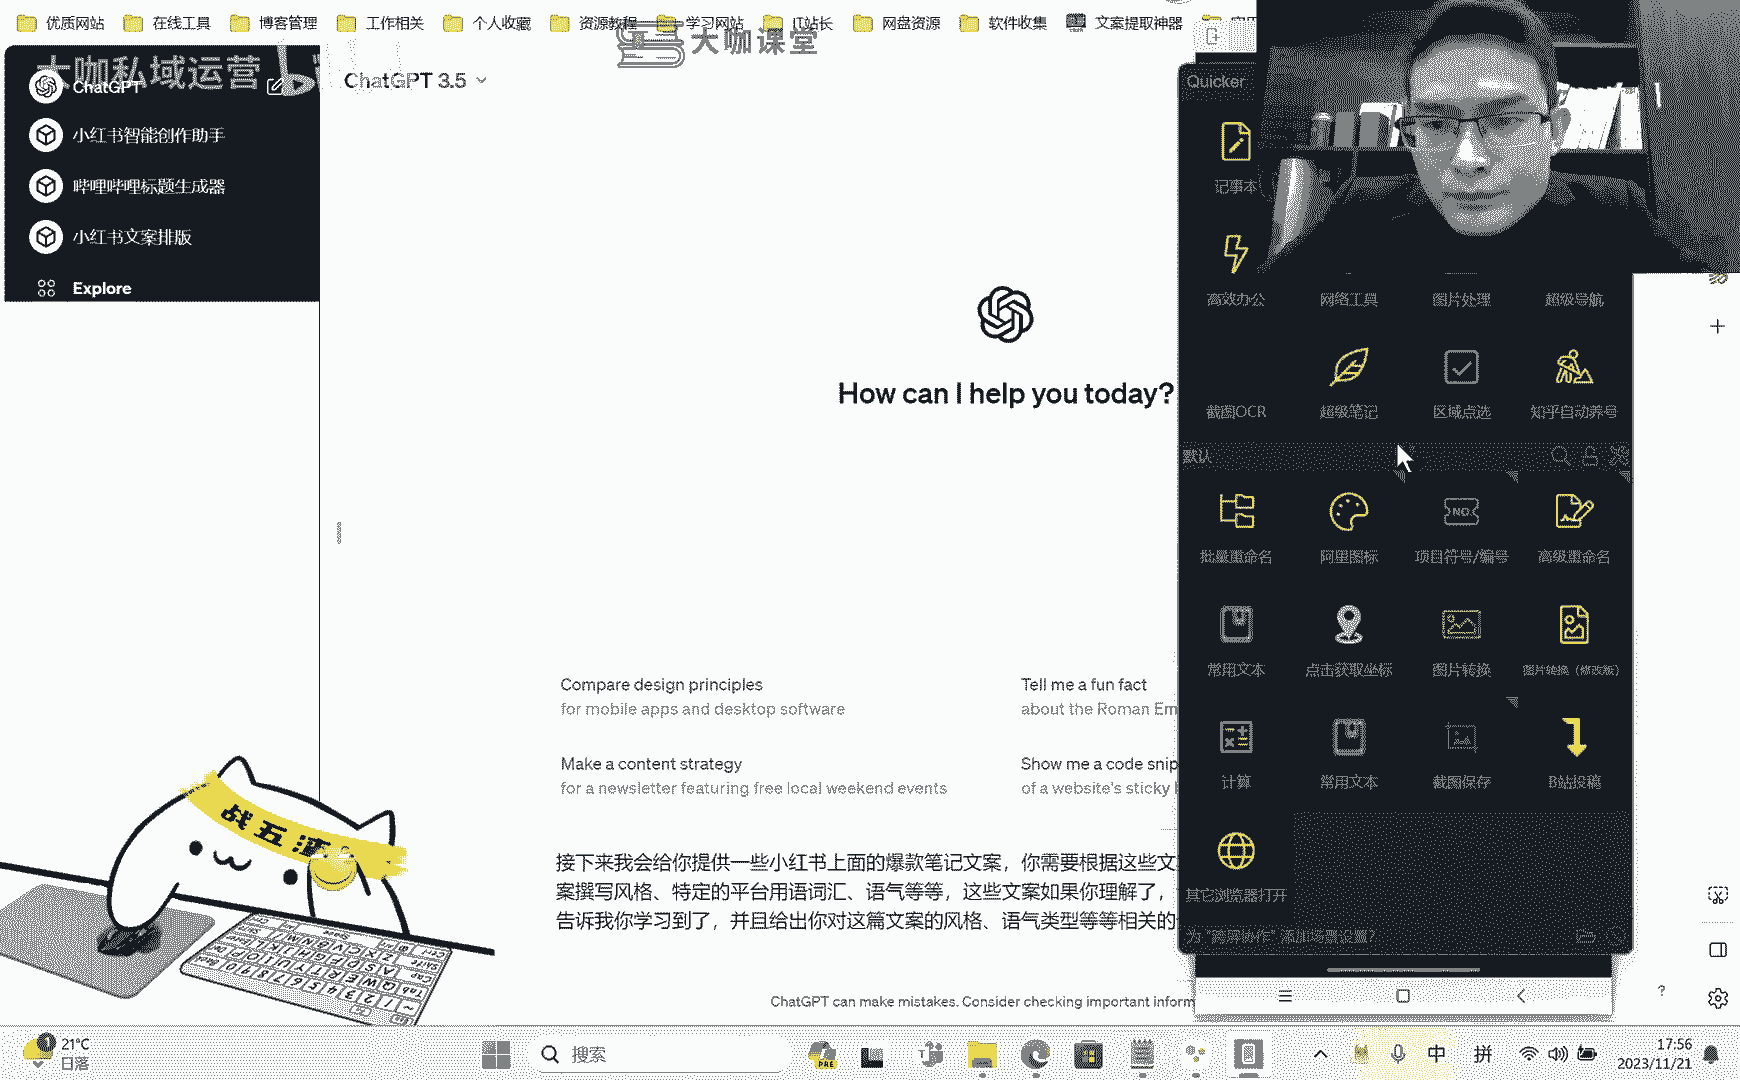 优质网站
在线工具
博客管理
工作相关
个人收藏
资源教程
学习网站
IT站长
网盘资源
软件收集
文案提取神器
大咖课堂
大咖私域运营
ChatGPT
ChatGPT 3.5
小红书智能创作助手
哔哩哔哩标题生成器
小红书文案排版
Explore
How can I help you today?
Compare design principles
for mobile apps and desktop software
Tell me a fun fact
about the Roman Em
Make a content strategy
for a newsletter featuring free local weekend events
Show me a code snip
of a website's sticky
接下来我会给你提供一些小红书上面的爆款笔记文案，你需要根据这些文
案撰写风格、特定的平台用语词汇、语气等等，这些文案如果你理解了，
告诉我你学习到了，并且给出你对这篇文案的风格、语气类型等等相关的
ChatGPT can make mistakes. Consider checking important inform
Quicker
记事本
高效办公
网络工具
图片处理
超级导航
截图OCR
超级笔记
区域点选
知乎自动养号
默认
NO.
批量重命名
阿里图标
项目符号/编号
高级重命名
常用文本
点击获取坐标
图片转换
图片转换（修改版）
计算
常用文本
截图保存
B站投稿
其它浏览器打开
为 "跨屏协作" 添加场景设置?
战五渣
1
21°C
日落
搜索
PRE
中
拼
17:56
2023/11/21